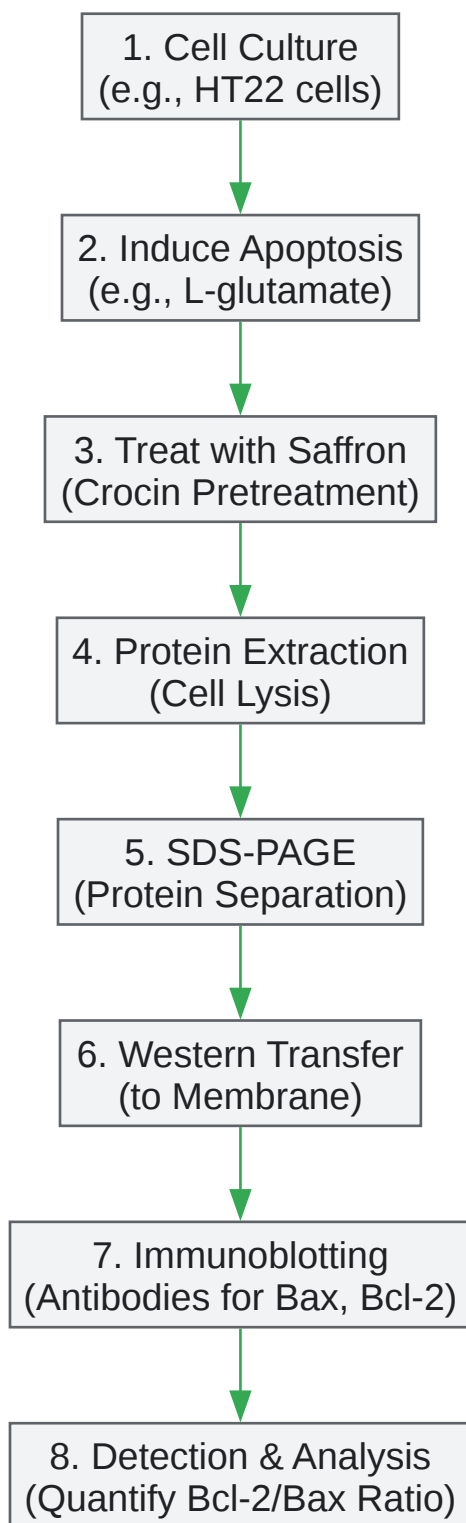 1. Cell Culture
(e.g., HT22 cells)
2. Induce Apoptosis
(e.g., L-glutamate)
3. Treat with Saffron
(Crocin Pretreatment)
4. Protein Extraction
(Cell Lysis)
5. SDS-PAGE
(Protein Separation)
6. Western Transfer
(to Membrane)
7. Immunoblotting
(Antibodies for Bax, Bcl-2)
8. Detection & Analysis
(Quantify Bcl-2/Bax Ratio)